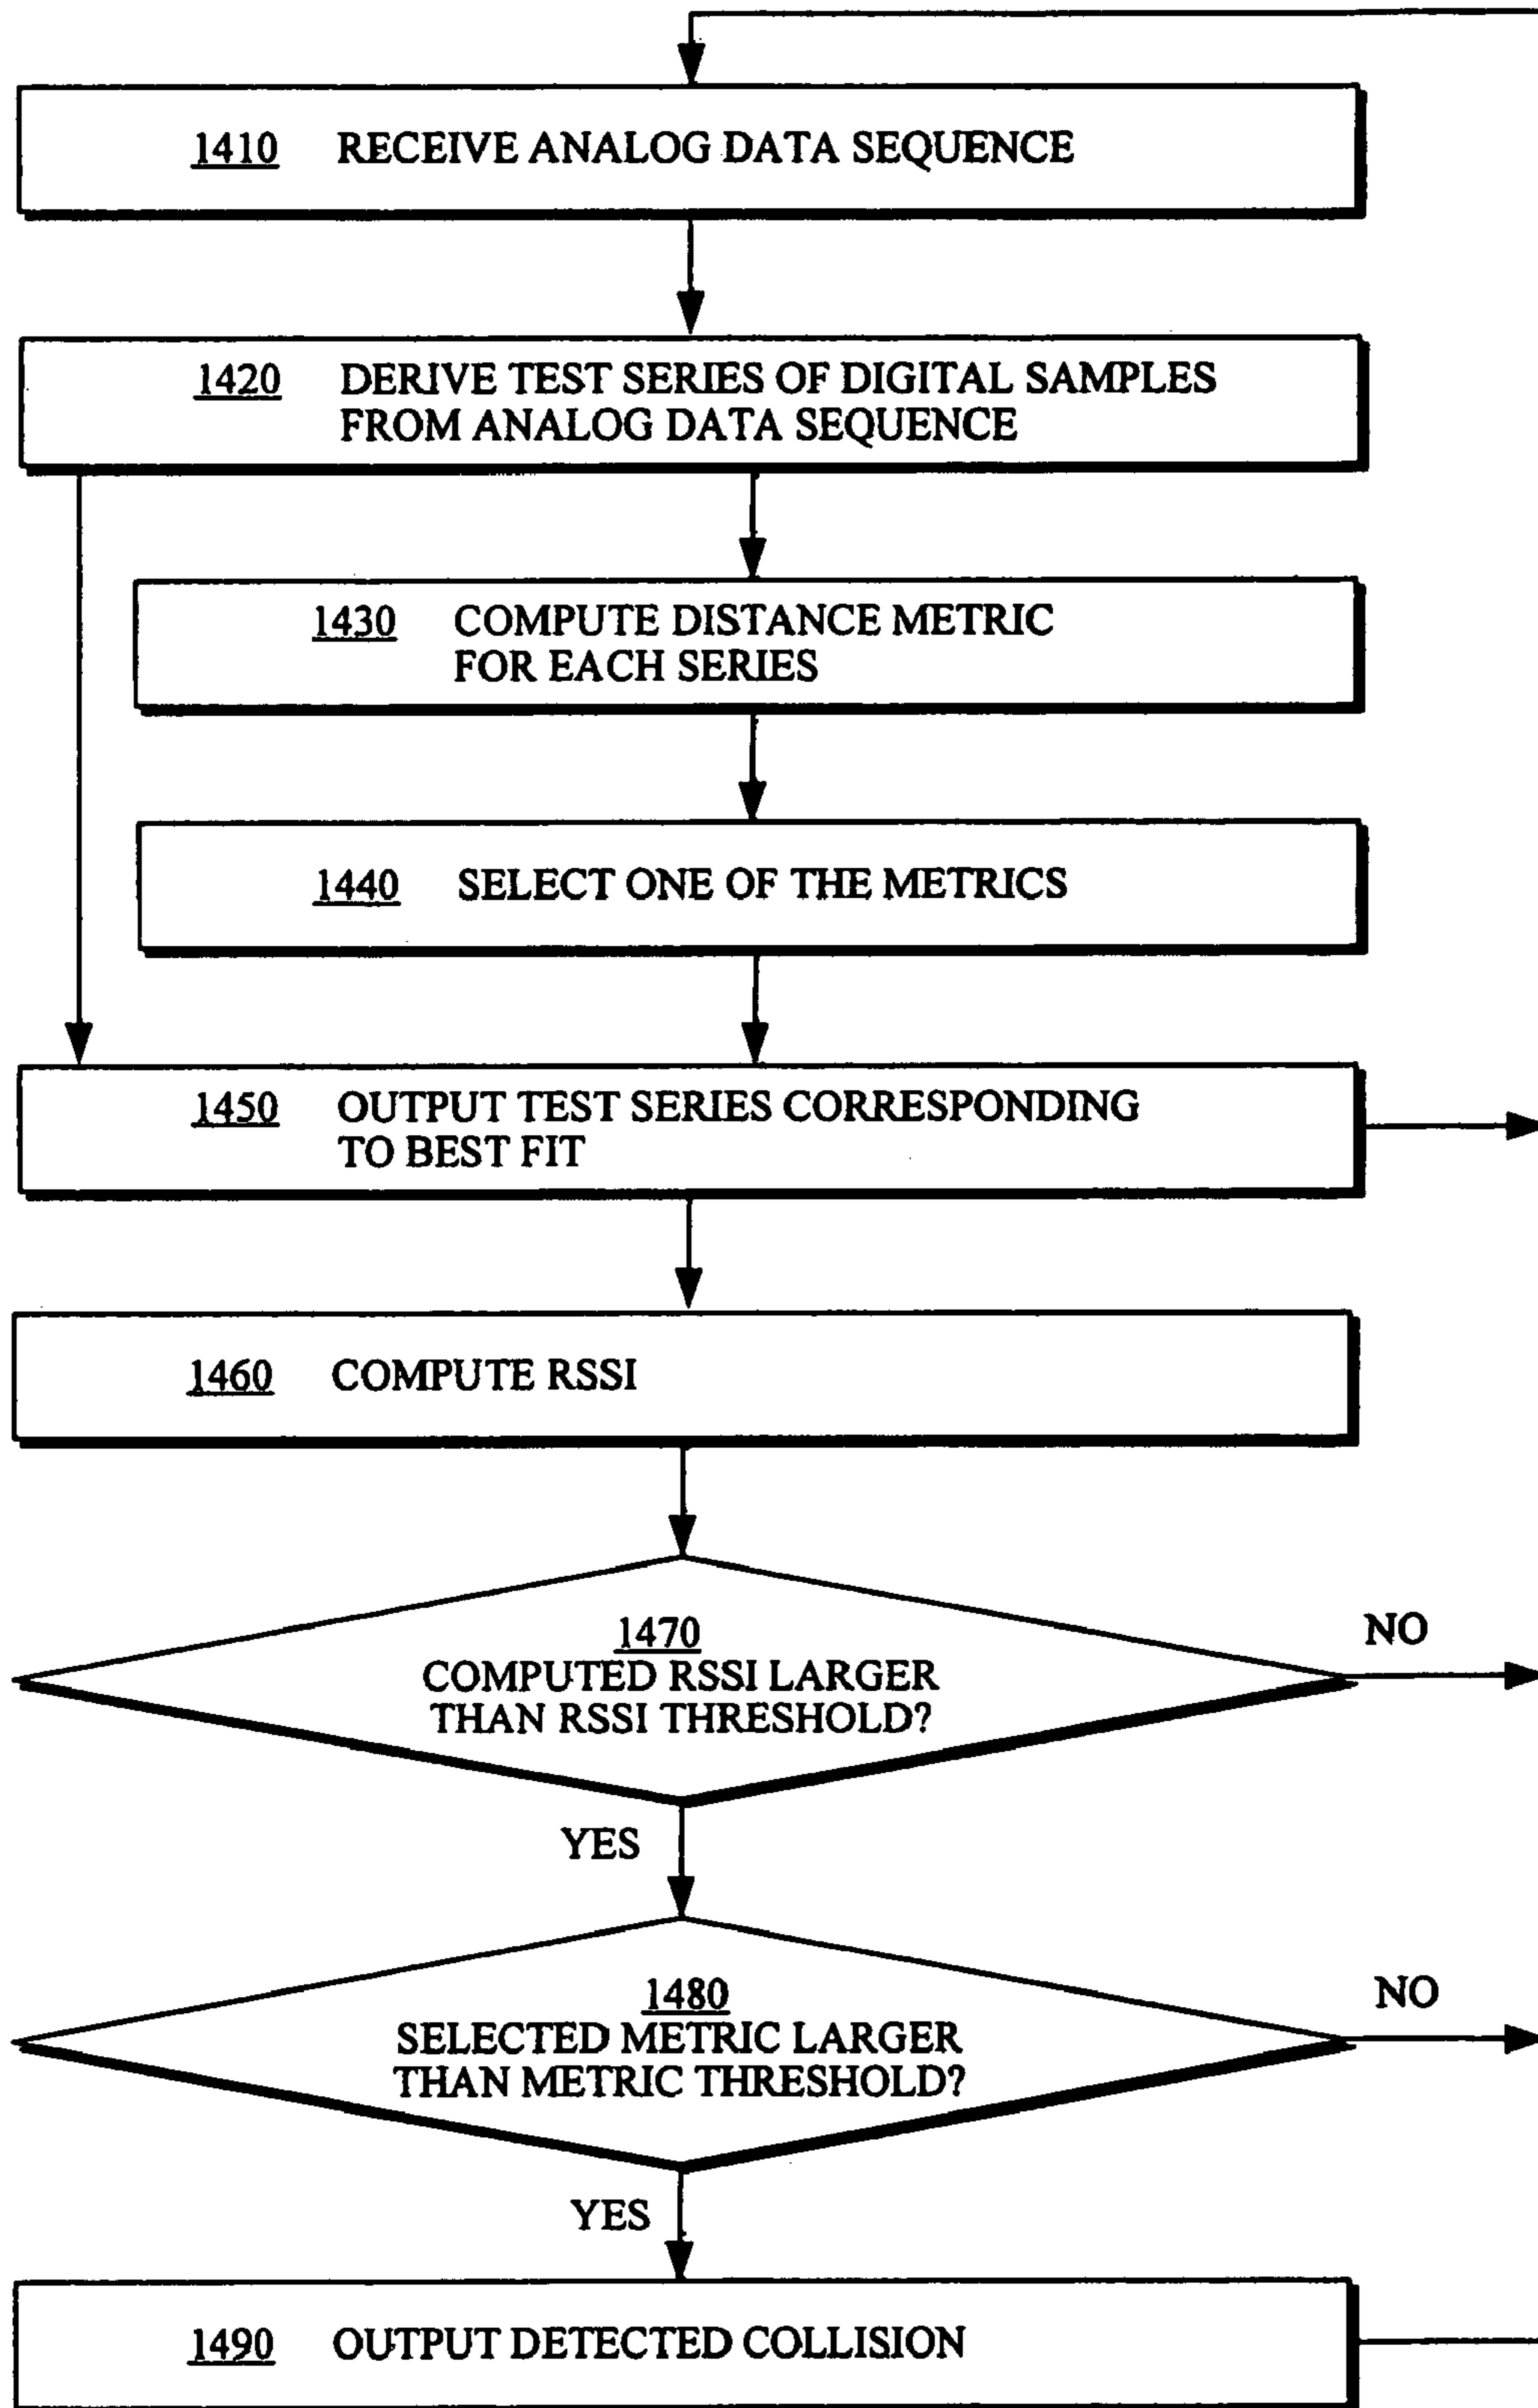 1410 RECEIVE ANALOG DATA SEQUENCE
1420 DERIVE TEST SERIES OF DIGITAL SAMPLES
FROM ANALOG DATA SEQUENCE
1430 COMPUTE DISTANCE METRIC
FOR EACH SERIES
1440 SELECT ONE OF THE METRICS
1450 OUTPUT TEST SERIES CORRESPONDING
TO BEST FIT
1460 COMPUTE RSSI
1470
COMPUTED RSSI LARGER
THAN RSSI THRESHOLD?
NO
YES
1480
SELECTED METRIC LARGER
THAN METRIC THRESHOLD?
NO
YES
1490 OUTPUT DETECTED COLLISION